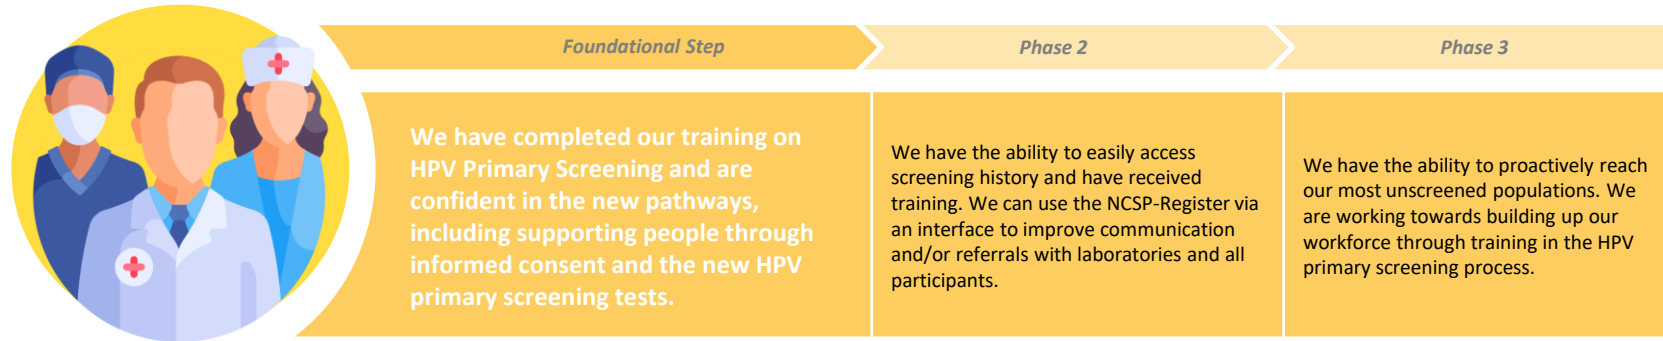 Foundational Step
Phase 2
Phase 3
We have completed our training on
HPV Primary Screening and are
confident in the new pathways,
including supporting people through
informed consent and the new HPV
primary screening tests.
We have the ability to easily access
screening history and have received
training. We can use the NCSP-Register via
an interface to improve communication
and/or referrals with laboratories and all
participants.
We have the ability to proactively reach
our most unscreened populations. We
are working towards building up our
workforce through training in the HPV
primary screening process.